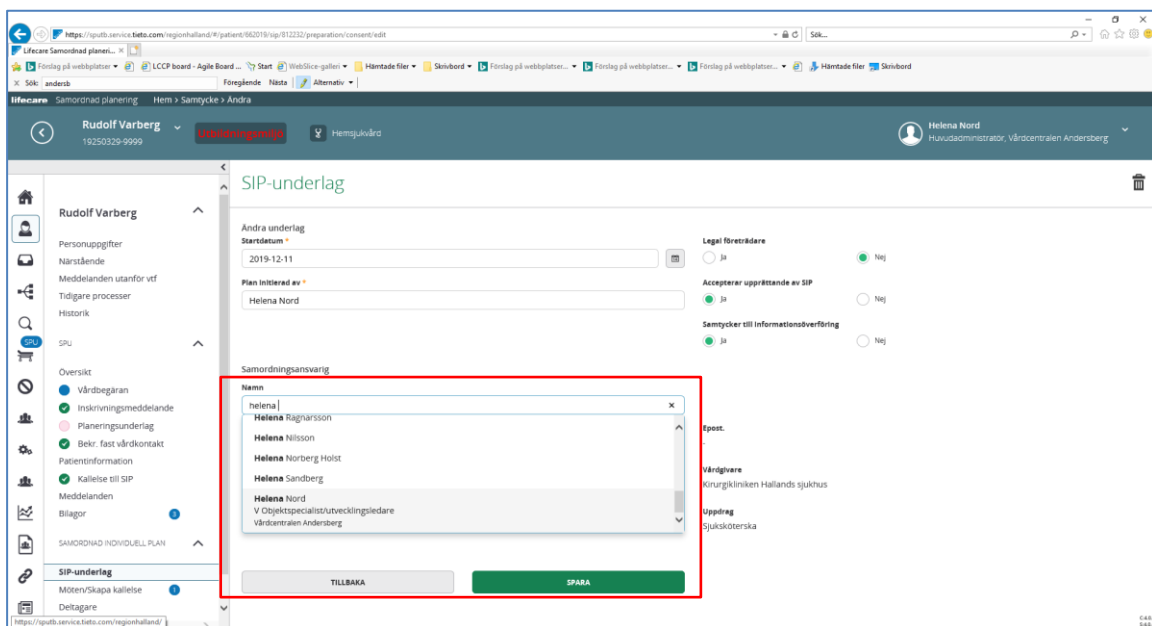 https://sputb.service.tieto.com/regionhalland/#/patient/662019/sip/812232/preparation/consent/edit
Sök...
Lifecare Samordnad planeri...
Förslag på webbplatser
LCCP board - Agile Board ...
Start
WebSlice-galleri
Hämtade filer
Skrivbord
Förslag på webbplatser...
Förslag på webbplatser...
Förslag på webbplatser...
Hämtade filer
Skrivbord
X Sök: andersb
Föregående Nästa
Alternativ
lifecare Samordnad planering Hem > Samtycke > Ändra
Rudolf Varberg
19250329-9999
Utbildningsmiljö
Hemsjukvård
Helena Nord
Huvudadministratör, Vårdcentralen Andersberg
Rudolf Varberg
Personuppgifter
Närstående
Meddelanden utanför vtf
Tidigare processer
Historik
SPU
SPU
Översikt
Vårdbegäran
Inskrivningsmeddelande
Planeringsunderlag
Bekr. fast vårdkontakt
Patientinformation
Kallelse till SIP
Meddelanden
Bilagor 3
SAMORDNAD INDIVIDUELL PLAN
SIP-underlag
Möten/Skapa kallelse 1
Deltagare
https://sputb.service.tieto.com/regionhalland/
SIP-underlag
Ändra underlag
Startdatum *
2019-12-11
Plan initierad av *
Helena Nord
Legal företrädare
Ja Nej
Accepterar upprättande av SIP
Ja Nej
Samtycker till informationsöverföring
Ja Nej
Samordningsansvarig
Namn
helena
Helena Ragnarsson
Helena Nilsson
Helena Norberg Holst
Helena Sandberg
Helena Nord
V Objektspecialist/utvecklingsledare
Vårdcentralen Andersberg
Epost.
-
Vårdgivare
Kirurgikliniken Hallands sjukhus
Uppdrag
Sjuksköterska
TILLBAKA
SPARA